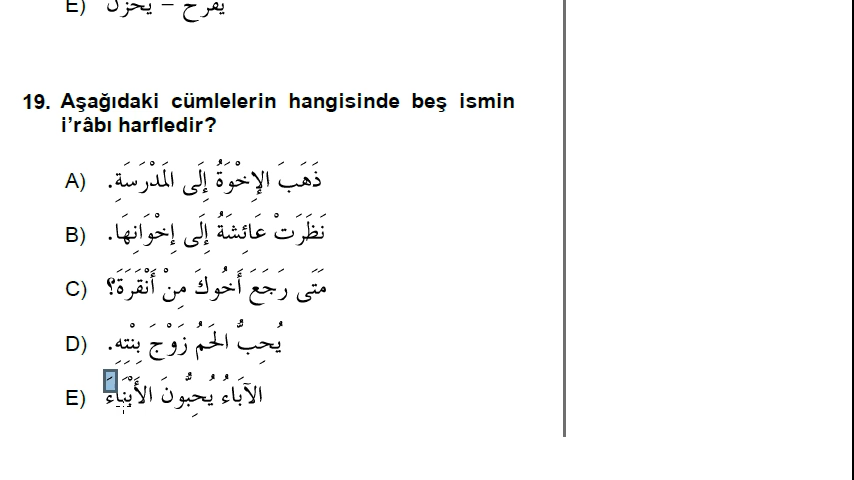 E) يفرح – يحزن
19. Aşağıdaki cümlelerin hangisinde beş ismin
i’râbı harfledir?
A) ذَهَبَ الإِخْوَةُ إِلَى المَدْرَسَةِ.
B) نَظَرَتْ عَائِشَةُ إِلَى إِخْوَانِهَا.
C) مَتَى رَجَعَ أَخُوكَ مِنْ أَنْقَرَةَ؟
D) يُحِبُّ الحَمُ زَوْجَ بِنْتِهِ.
E) الآبَاءُ يُحِبُّونَ الأَبْنَاءَ